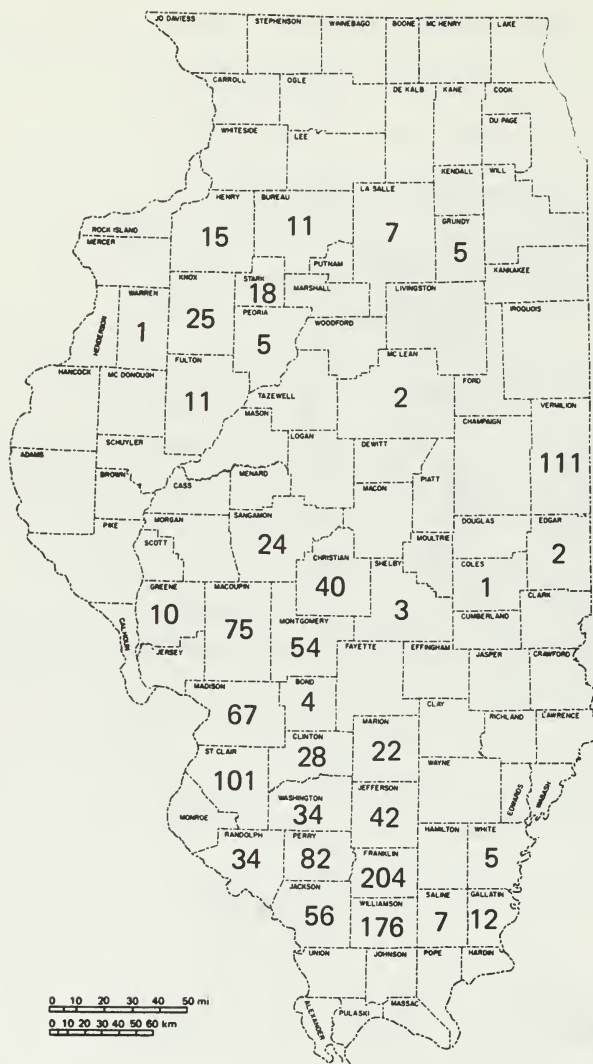 JO DAVIESS STEPHENSON WINNEBAGO BOONE MC HENRY LAKE
CARROLL OGLE DE KALB KANE COOK
DU PAGE
WHITESIDE LEE
KENDALL WILL
HENRY BUREAU LA SALLE
GRUNDY
ROCK ISLAND 15 11 7 5
MERCER PUTNAM
KANKAKEE
KNOX STARK MARSHALL LIVINGSTON
WARREN 18
HENDERSON 1 25 PEORIA WOODFORD IROQUOIS
5
FULTON MC LEAN
HANCOCK MC DONOUGH 11 TAZEWELL 2 FORD
VERMILION
MASON CHAMPAIGN
SCHUYLER LOGAN DEWITT
ADAMS 111
BROWN CASS MENARD PIATT
MACON
PIKE MORGAN SANGAMON DOUGLAS EDGAR
SCOTT 24 MOULTRIE
CHRISTIAN SHELBY COLES 2
GREENE MACOUPIN 40 1 CLARK
10 75 MONTGOMERY 3 CUMBERLAND
CALHOUN JERSEY 54 FAYETTE EFFINGHAM JASPER CRAWFORD
MADISON BOND
67 4 CLAY
MARION RICHLAND LAWRENCE
CLINTON
ST CLAIR 28 22 WAYNE
101 JEFFERSON EDWARDS WABASH
WASHINGTON
MONROE 34 42
RANDOLPH PERRY HAMILTON WHITE
34 82 FRANKLIN 5
204
JACKSON WILLIAMSON SALINE GALLATIN
56 176 7 12
UNION JOHNSON POPE HARDIN
0 10 20 30 40 50 mi
MASSAC
0 10 20 30 40 50 60 km
ALEXANDER PULASKI